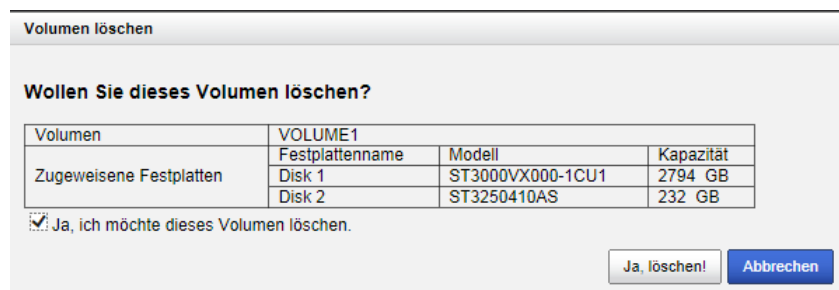 Volumen löschen
Wollen Sie dieses Volumen löschen?
Volumen VOLUME1
Zugeweisene Festplatten Festplattenname Modell Kapazität
Disk 1 ST3000VX000-1CU1 2794 GB
Disk 2 ST3250410AS 232 GB
Ja, ich möchte dieses Volumen löschen.
Ja, löschen! Abbrechen